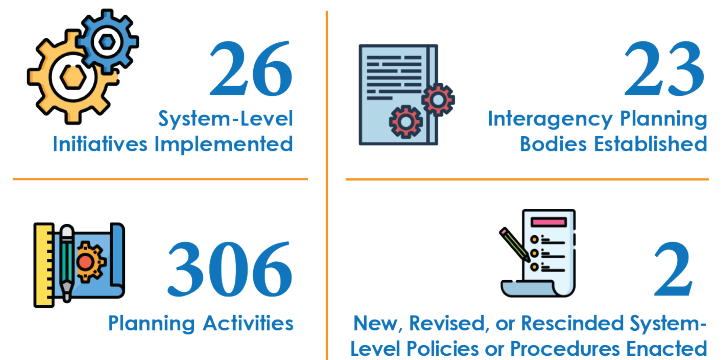 26
System-Level
Initiatives Implemented
23
Interagency Planning
Bodies Established
306
Planning Activities
2
New, Revised, or Rescinded System-
Level Policies or Procedures Enacted